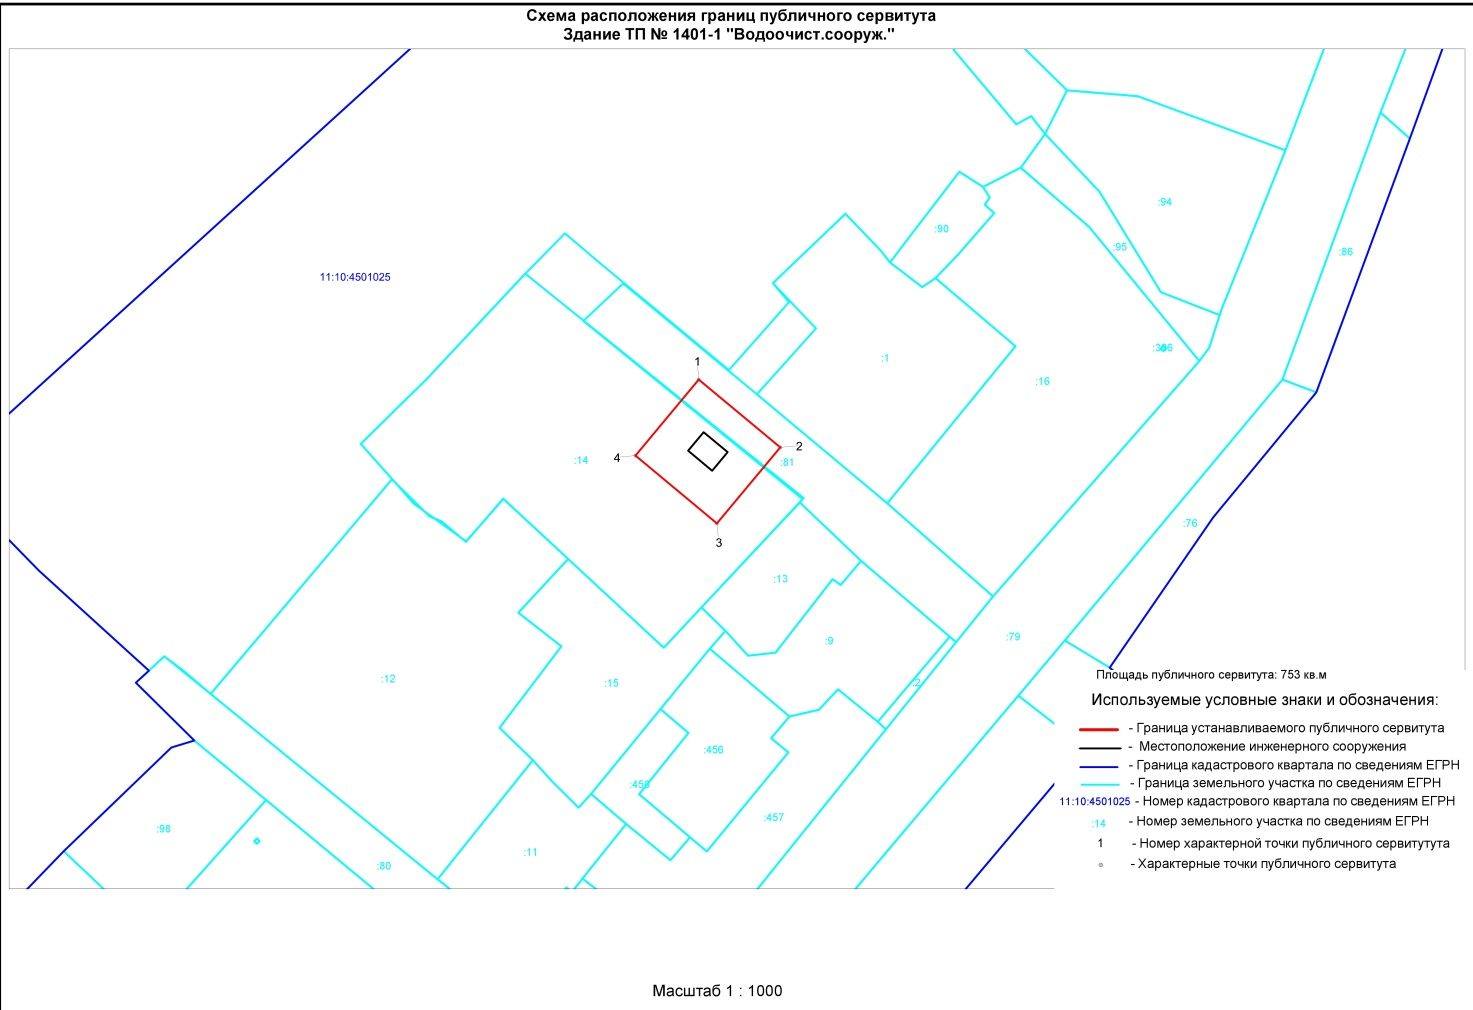 Схема расположения границ публичного сервитута
Здание ТП № 1401-1 "Водоочист.сооруж."
:94
:90
:95
:86
11:10:4501025
:1
:16
1
2
:14
4
:81
3
:76
:13
:9
:79
:12
:15
:2
:456
:457
:98
:11
:80
Площадь публичного сервитута: 753 кв.м
Используемые условные знаки и обозначения:
- Граница устанавливаемого публичного сервитута
- Местоположение инженерного сооружения
- Граница кадастрового квартала по сведениям ЕГРН
- Граница земельного участка по сведениям ЕГРН
11:10:4501025 - Номер кадастрового квартала по сведениям ЕГРН
:14 - Номер земельного участка по сведениям ЕГРН
1 - Номер характерной точки публичного сервитутута
- Характерные точки публичного сервитута
Масштаб 1 : 1000